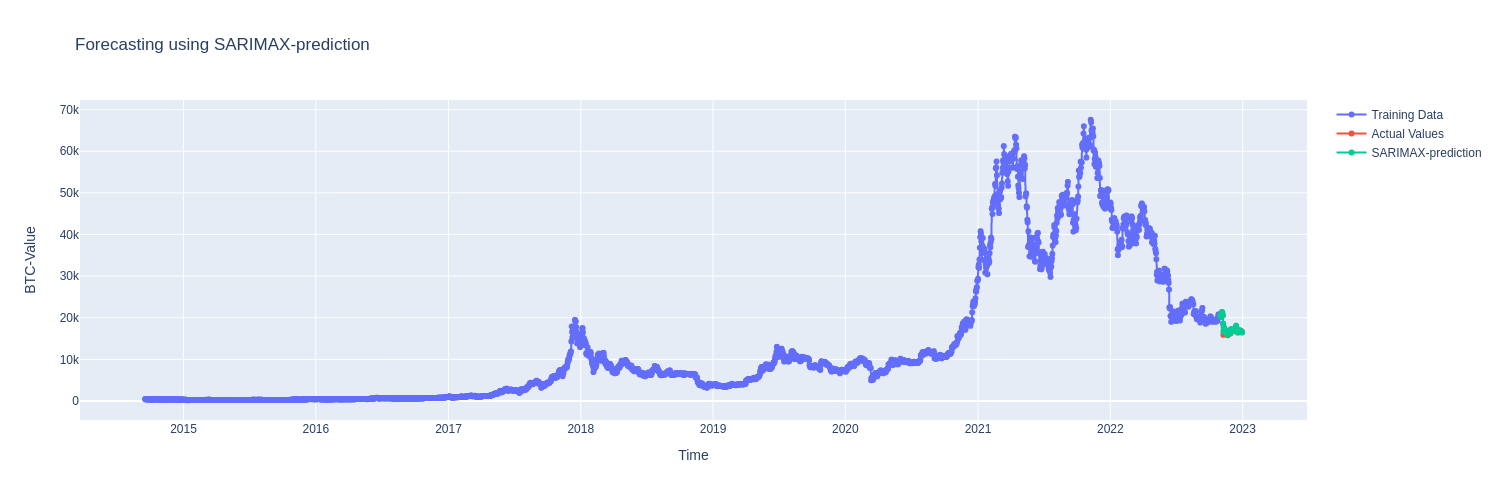 Forecasting using SARIMAX-prediction
70k
60k
50k
40k
30k
20k
10k
0
BTC-Value
2015 2016 2017 2018 2019 2020 2021 2022 2023
Time
Training Data
Actual Values
SARIMAX-prediction